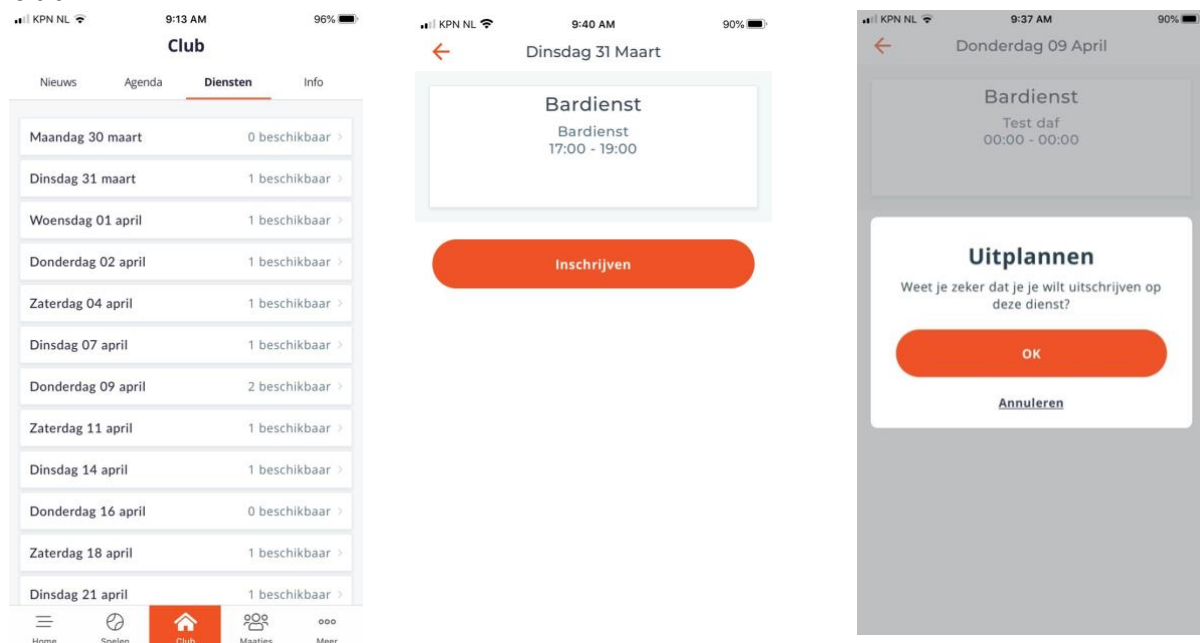 KPN NL 9:13 AM 96%
Club
Nieuws Agenda Diensten Info
Maandag 30 maart 0 beschikbaar
Dinsdag 31 maart 1 beschikbaar
Woensdag 01 april 1 beschikbaar
Donderdag 02 april 1 beschikbaar
Zaterdag 04 april 1 beschikbaar
Dinsdag 07 april 1 beschikbaar
Donderdag 09 april 2 beschikbaar
Zaterdag 11 april 1 beschikbaar
Dinsdag 14 april 1 beschikbaar
Donderdag 16 april 0 beschikbaar
Zaterdag 18 april 1 beschikbaar
Dinsdag 21 april 1 beschikbaar
Home Spelen Club Maatjes Meer
KPN NL 9:40 AM 90%
Dinsdag 31 Maart
Bardienst
Bardienst
17:00 - 19:00
Inschrijven
KPN NL 9:37 AM 90%
Donderdag 09 April
Bardienst
Test daf
00:00 - 00:00
Uitplannen
Weet je zeker dat je je wilt uitschrijven op
deze dienst?
OK
Annuleren